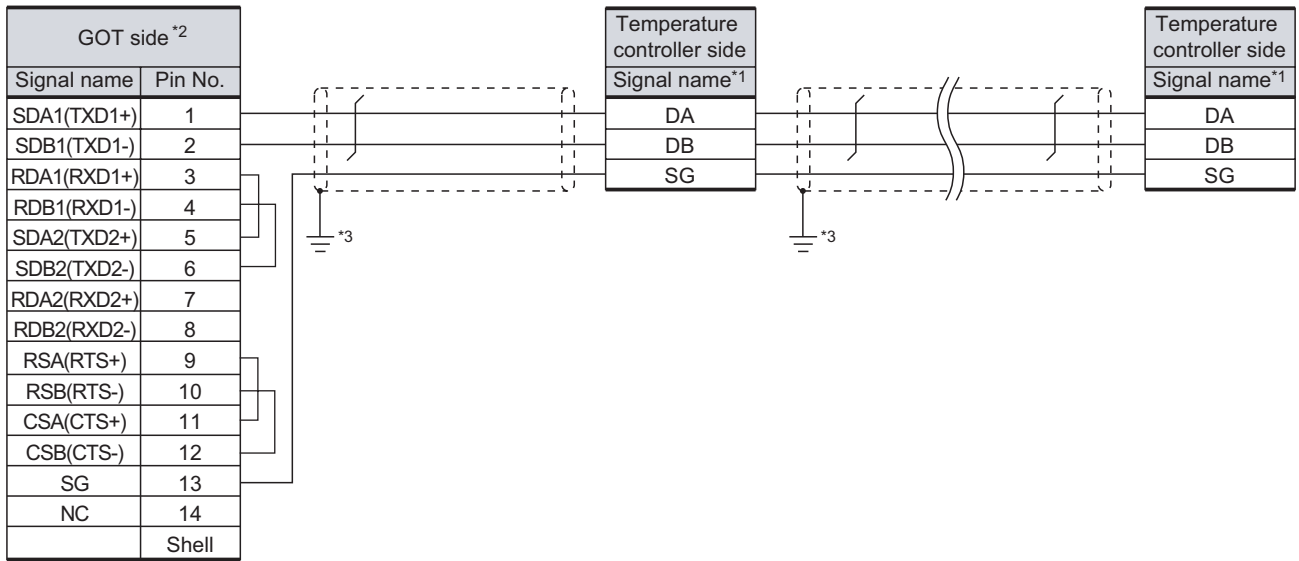 GOT side *2
Signal name Pin No.
SDA1(TXD1+) 1
SDB1(TXD1-) 2
RDA1(RXD1+) 3
RDB1(RXD1-) 4
SDA2(TXD2+) 5
SDB2(TXD2-) 6
RDA2(RXD2+) 7
RDB2(RXD2-) 8
RSA(RTS+) 9
RSB(RTS-) 10
CSA(CTS+) 11
CSB(CTS-) 12
SG 13
NC 14
Shell
*3
Temperature
controller side
Signal name*1
DA
DB
SG
*3
Temperature
controller side
Signal name*1
DA
DB
SG